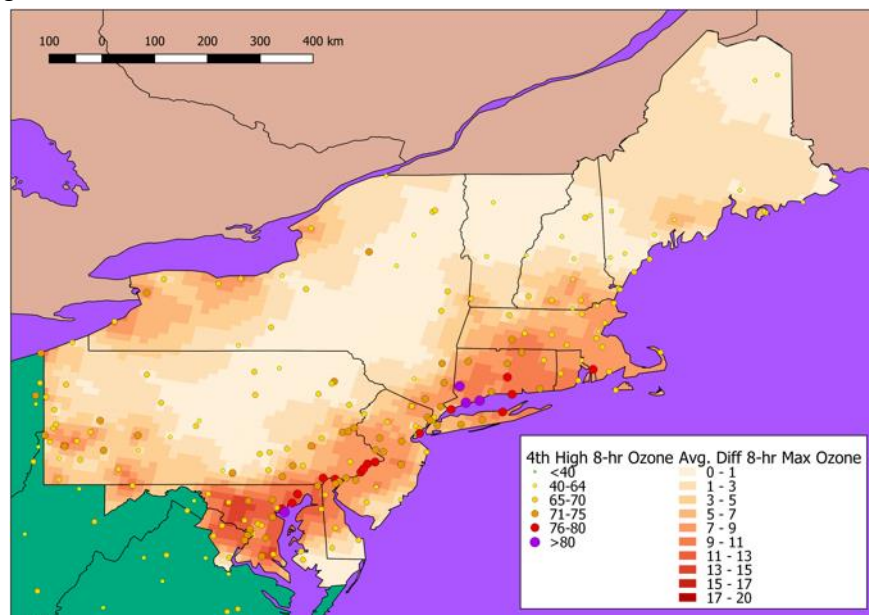 100 0 100 200 300 400 km
4th High 8-hr Ozone Avg. Diff 8-hr Max Ozone
<40 0 - 1
40-64 1 - 3
65-70 3 - 5
71-75 5 - 7
76-80 7 - 9
>80 9 - 11
11 - 13
13 - 15
15 - 17
17 - 20